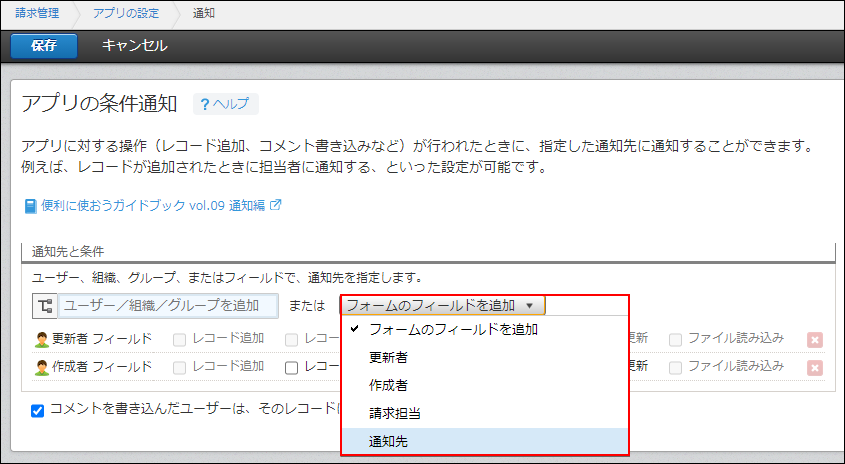 請求管理 アプリの設定 通知
保存 キャンセル
アプリの条件通知 ? ヘルプ
アプリに対する操作（レコード追加、コメント書き込みなど）が行われたときに、指定した通知先に通知することができます。
例えば、レコードが追加されたときに担当者に通知する、といった設定が可能です。
便利に使おうガイドブック vol.09 通知編
通知先と条件
ユーザー、組織、グループ、またはフィールドで、通知先を指定します。
ユーザー／組織／グループを追加 または フォームのフィールドを追加
フォームのフィールドを追加
更新者 フィールド レコード追加 レコー 更新 ファイル読み込み
更新者
作成者 フィールド レコード追加 レコー 更新 ファイル読み込み
作成者
コメントを書き込んだユーザーは、そのレコードに
請求担当
通知先